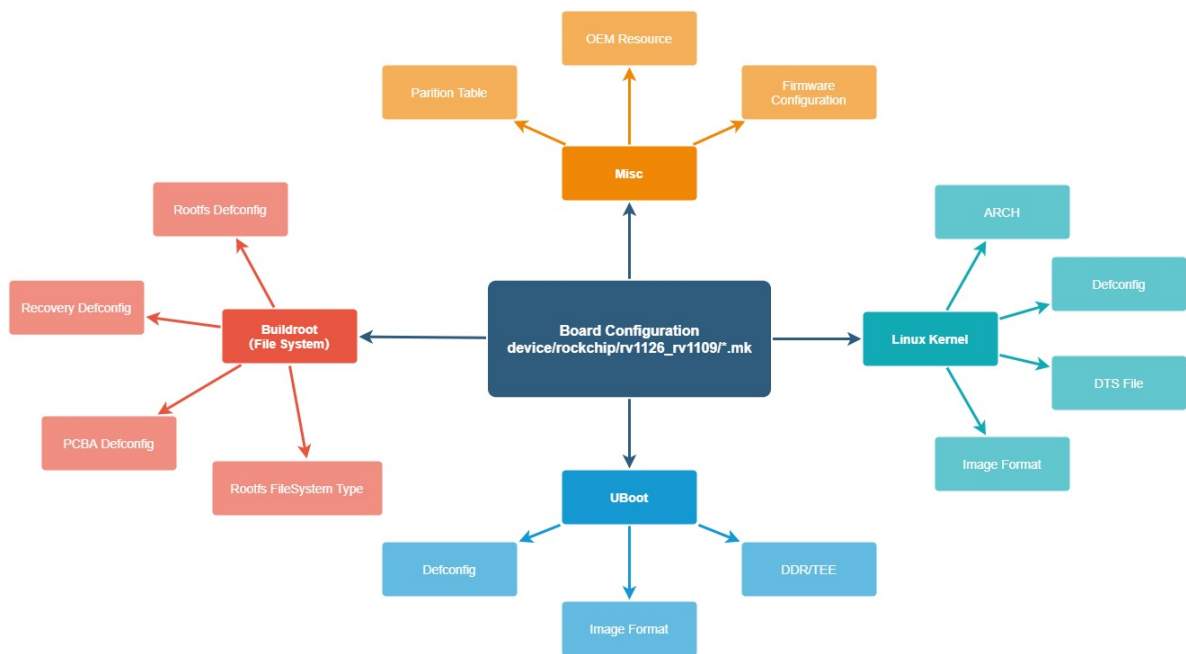 OEM Resource
Parition Table
Firmware
Configuration
Misc
Rootfs Defconfig
ARCH
Recovery Defconfig
Defconfig
Buildroot
(File System)
Board Configuration
device/rockchip/rv1126_rv1109/*.mk
Linux Kernel
DTS File
PCBA Defconfig
Image Format
Rootfs FileSystem Type
UBoot
Defconfig
DDR/TEE
Image Format